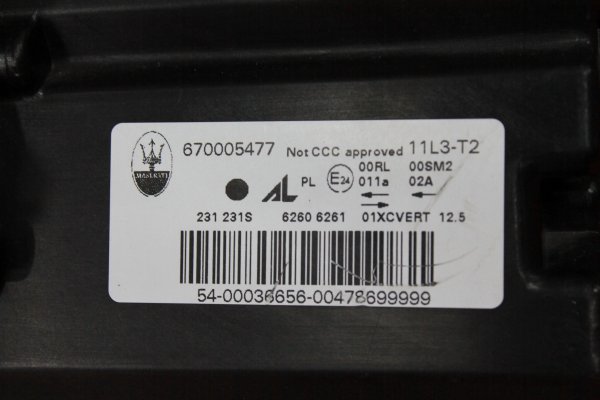 MASERATI
670005477 Not CCC approved 11L3-T2
AL PL E24 00RL 00SM2
011a 02A
231 231S 6260 6261 01XCVERT 12.5
54-00036656-00478699999